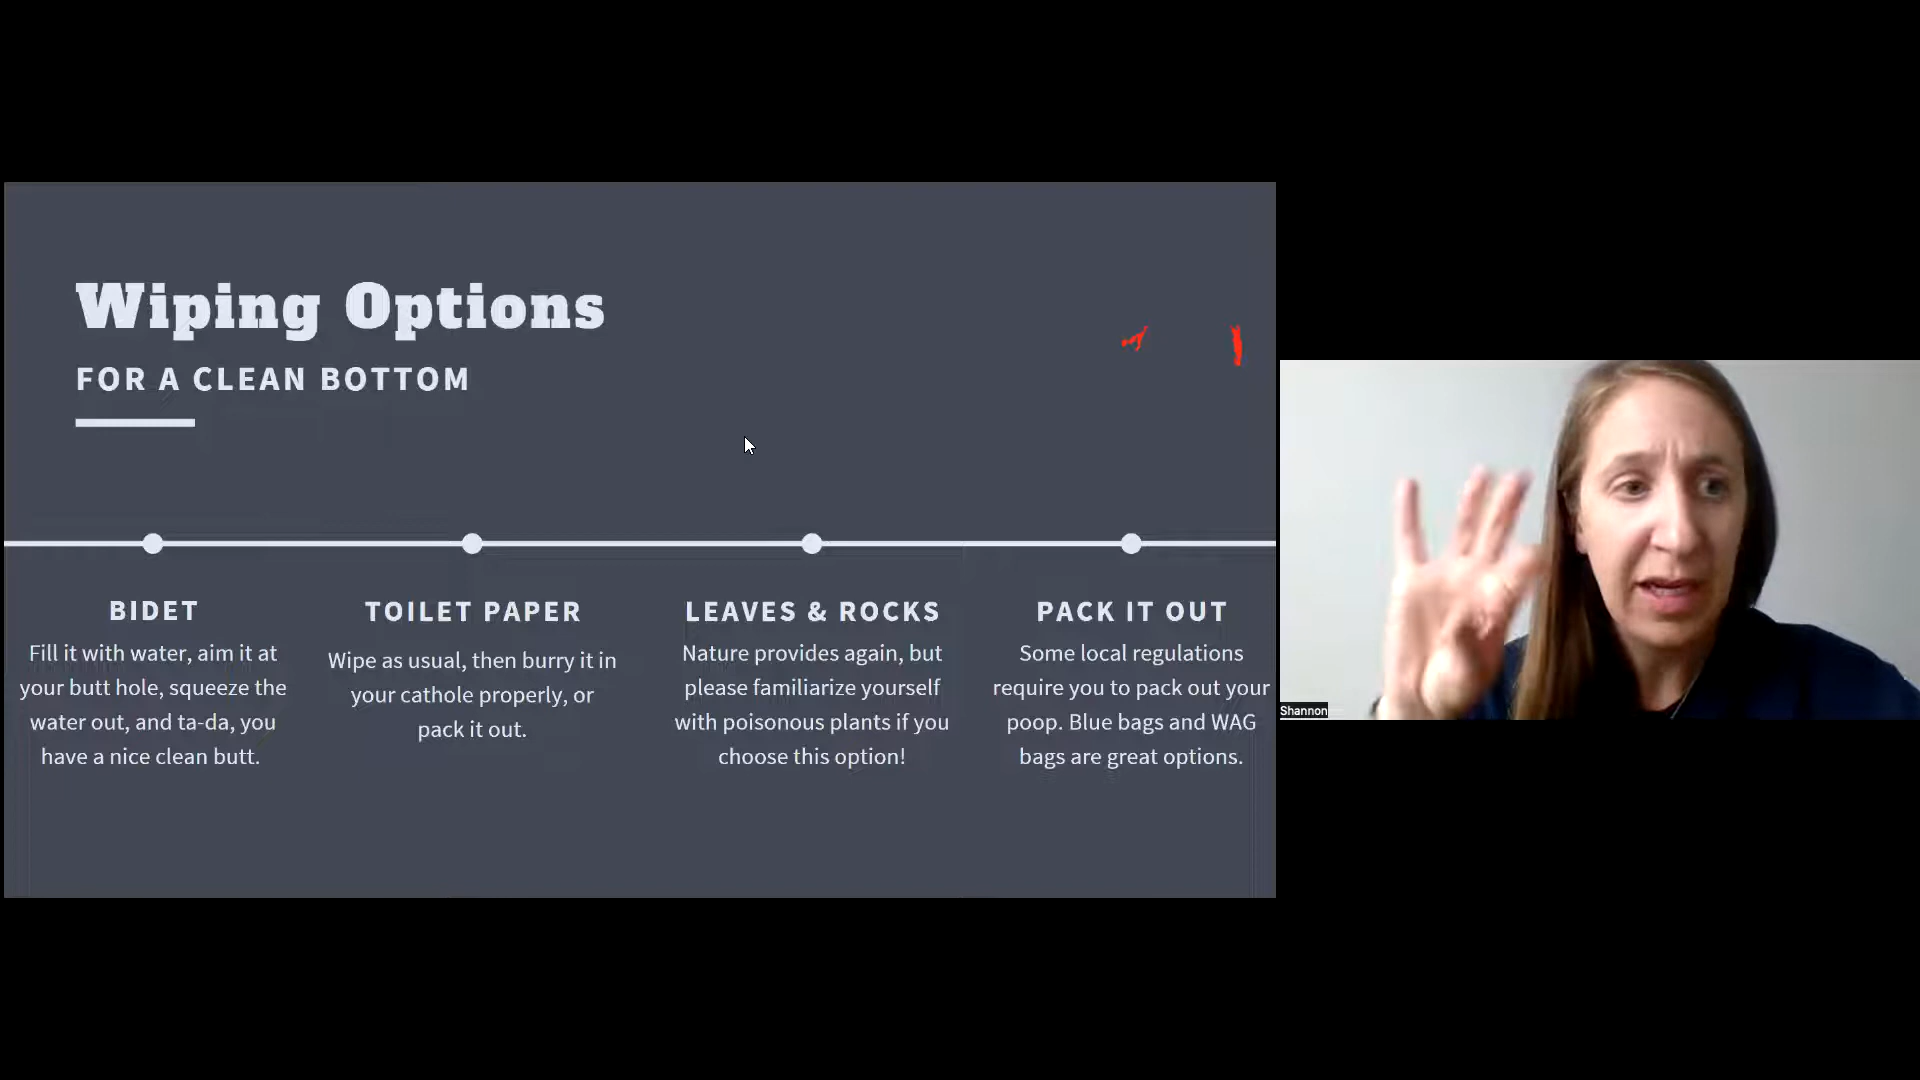 Wiping Options
FOR A CLEAN BOTTOM
BIDET
Fill it with water, aim it at
your butt hole, squeeze the
water out, and ta-da, you
have a nice clean butt.
TOILET PAPER
Wipe as usual, then burry it in
your cathole properly, or
pack it out.
LEAVES & ROCKS
Nature provides again, but
please familiarize yourself
with poisonous plants if you
choose this option!
PACK IT OUT
Some local regulations
require you to pack out your
poop. Blue bags and WAG
bags are great options.
Shannon